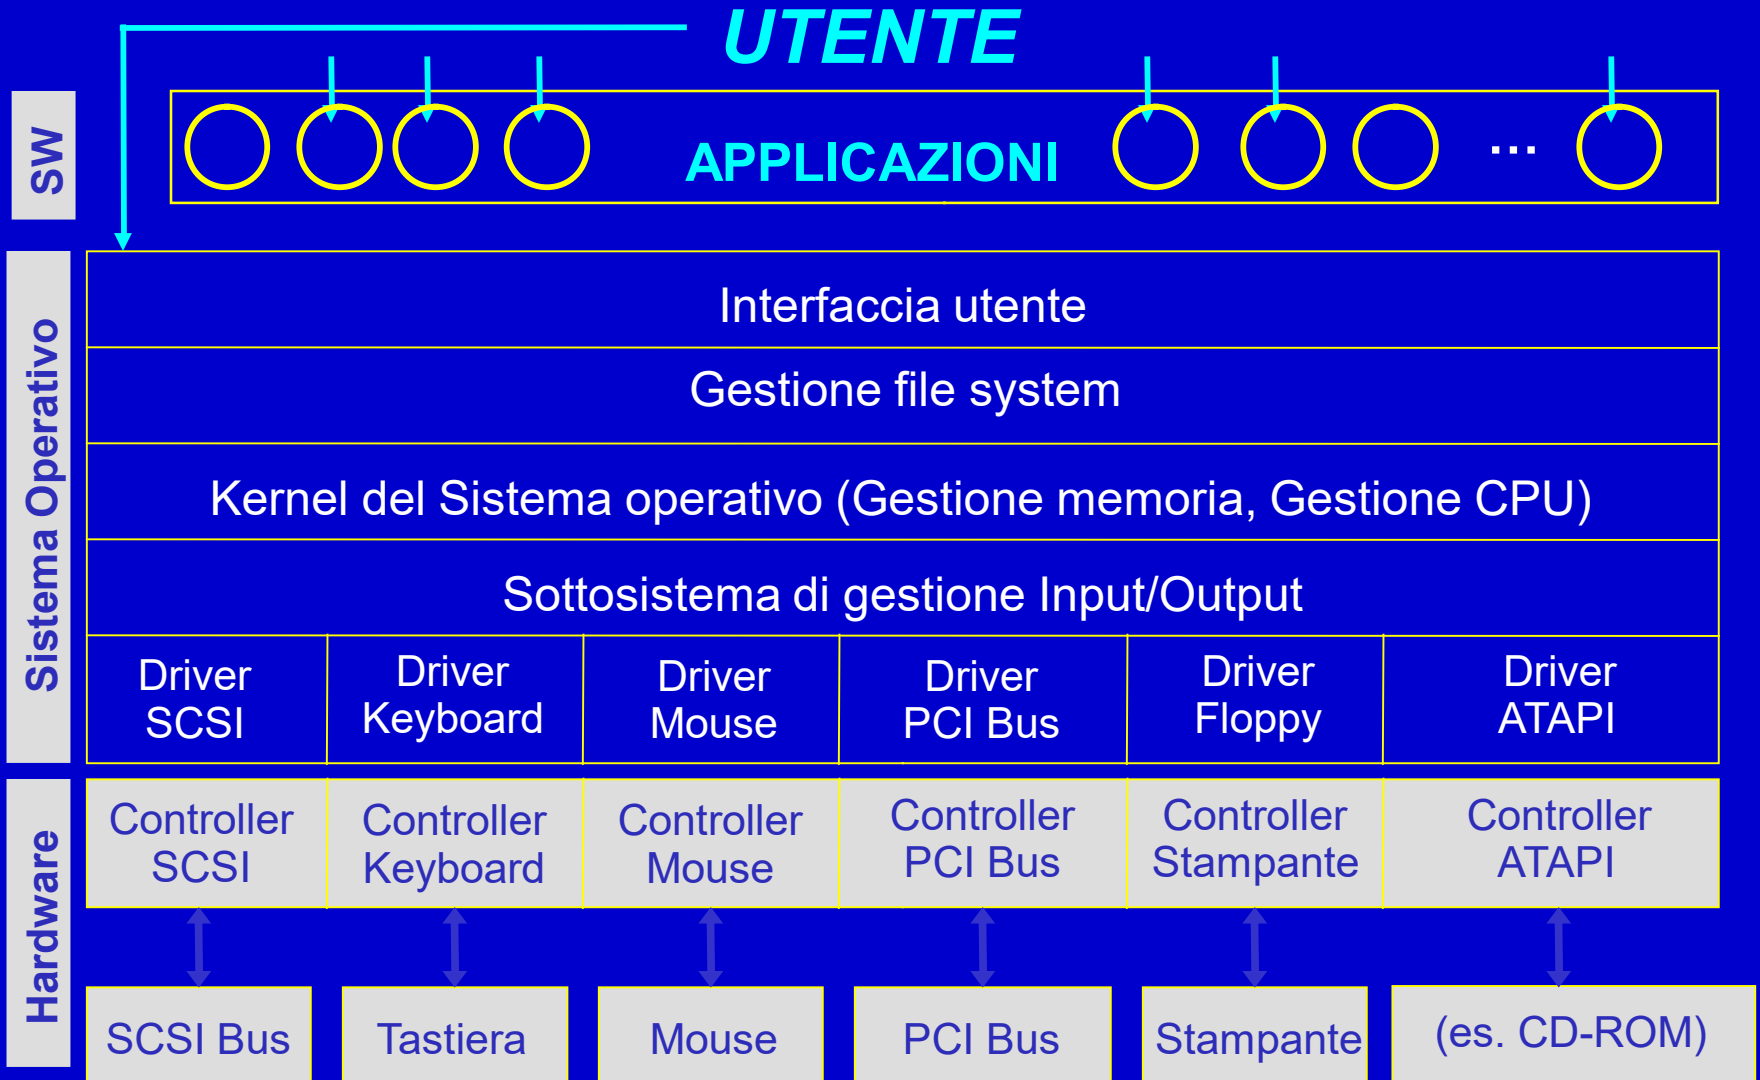 UTENTE
SW
APPLICAZIONI
...
Sistema Operativo
Interfaccia utente
Gestione file system
Kernel del Sistema operativo (Gestione memoria, Gestione CPU)
Sottosistema di gestione Input/Output
Driver
SCSI
Driver
Keyboard
Driver
Mouse
Driver
PCI Bus
Driver
Floppy
Driver
ATAPI
Hardware
Controller
SCSI
Controller
Keyboard
Controller
Mouse
Controller
PCI Bus
Controller
Stampante
Controller
ATAPI
SCSI Bus
Tastiera
Mouse
PCI Bus
Stampante
(es. CD-ROM)